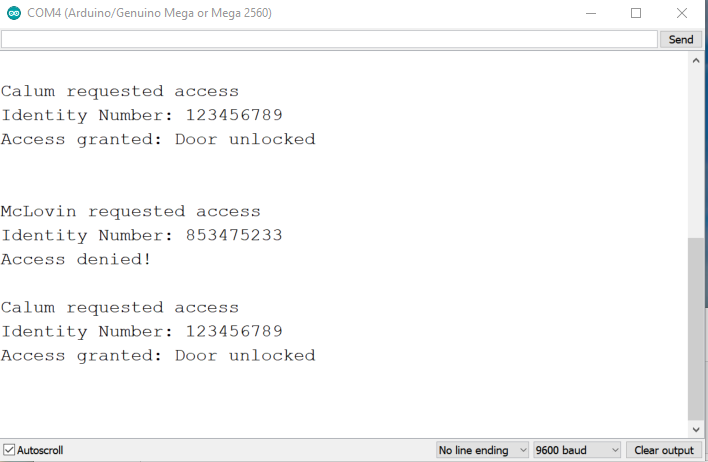 COM4 (Arduino/Genuino Mega or Mega 2560)
Send
Calum requested access
Identity Number: 123456789
Access granted: Door unlocked
McLovin requested access
Identity Number: 853475233
Access denied!
Calum requested access
Identity Number: 123456789
Access granted: Door unlocked
Autoscroll No line ending 9600 baud Clear output